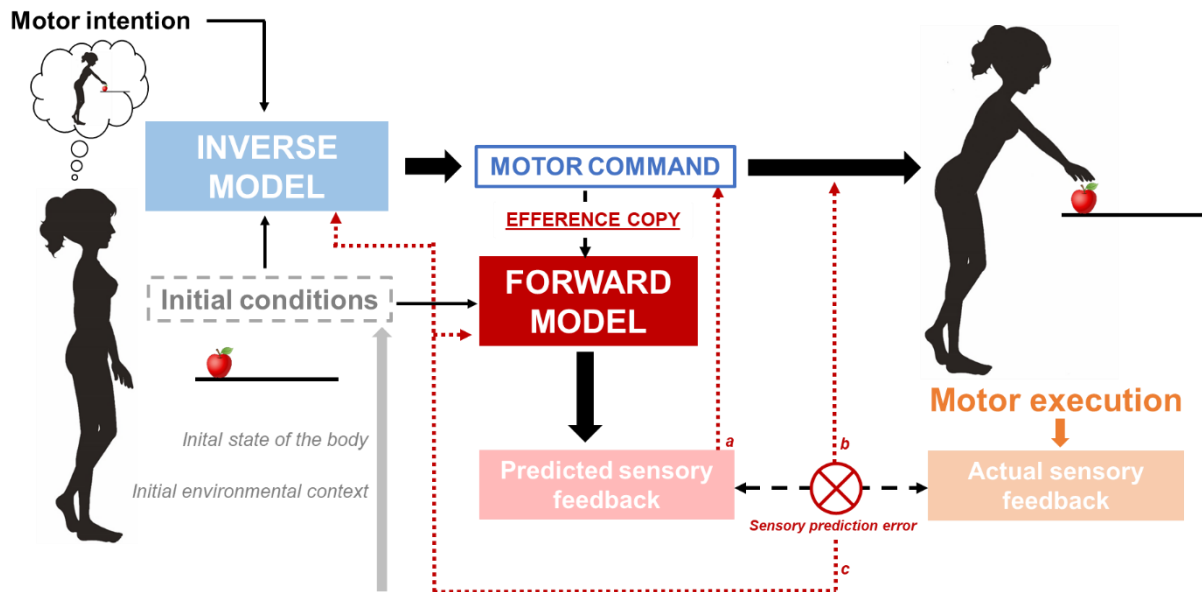 Motor intention
INVERSE
MODEL
MOTOR COMMAND
EFFERENCE COPY
Initial conditions
FORWARD
MODEL
Inital state of the body
Initial environmental context
a
b
Predicted sensory
feedback
Sensory prediction error
c
Motor execution
Actual sensory
feedback